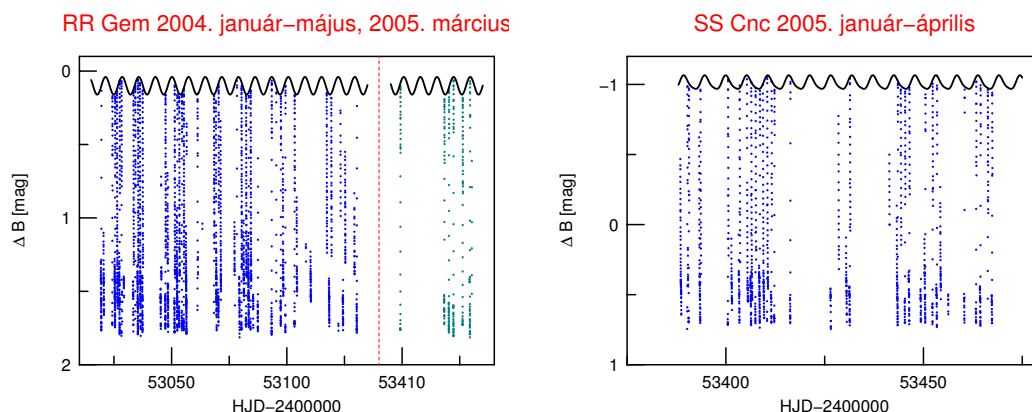 RR Gem 2004. január−május, 2005. március
0
1
2
Δ B [mag]
53050
53100
53410
HJD−2400000
SS Cnc 2005. január−április
−1
0
1
Δ B [mag]
53400
53450
HJD−2400000